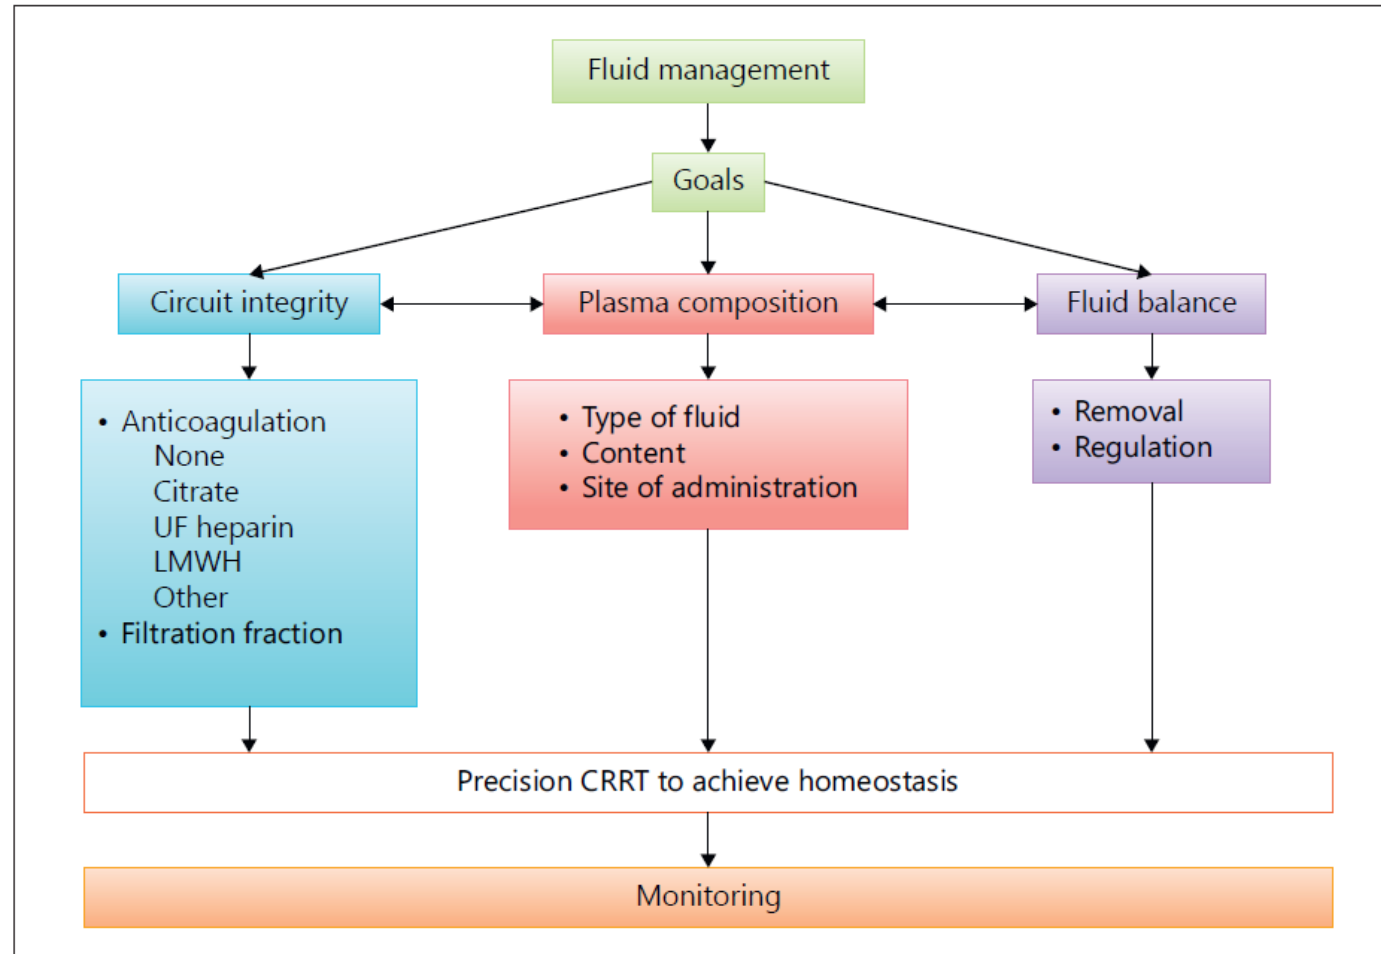 Fluid management
Goals
Circuit integrity
Plasma composition
Fluid balance
• Anticoagulation
None
Citrate
UF heparin
LMWH
Other
• Filtration fraction
• Type of fluid
• Content
• Site of administration
• Removal
• Regulation
Precision CRRT to achieve homeostasis
Monitoring